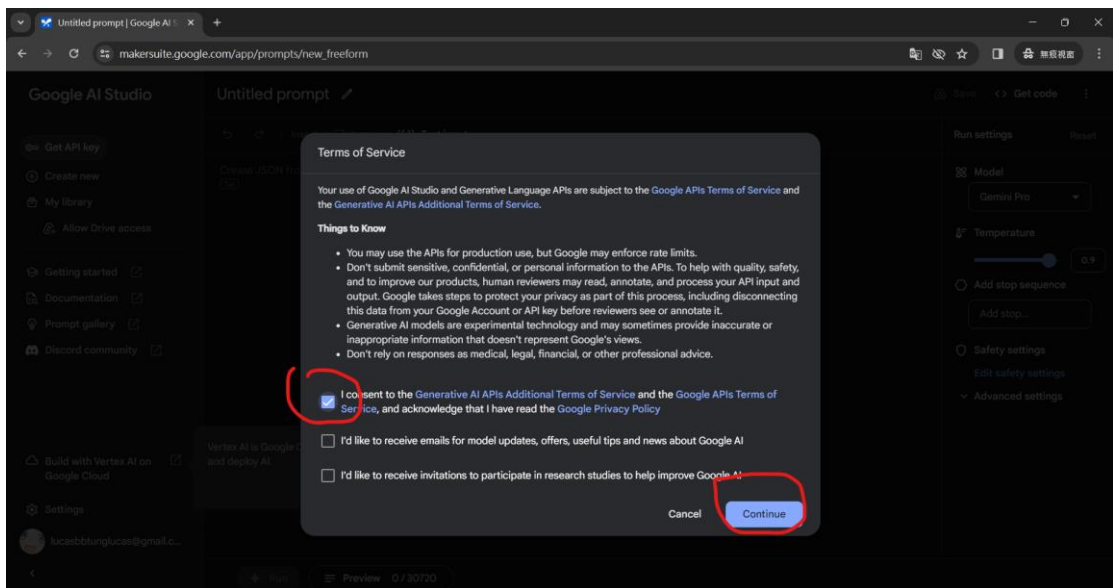 Untitled prompt | Google AI S
makersuite.google.com/app/prompts/new_freeform
無痕視窗
Google AI Studio
Untitled prompt
Save
Get code
Get API key
Create new
My library
Allow Drive access
Getting started
Documentation
Prompt gallery
Discord community
Build with Vertex AI on
Google Cloud
Settings
lucasbbtunglucas@gmail.c...
Vertex AI is Google C
and deploy AI.
Terms of Service
Your use of Google AI Studio and Generative Language APIs are subject to the Google APIs Terms of Service and
the Generative AI APIs Additional Terms of Service.
Things to Know
• You may use the APIs for production use, but Google may enforce rate limits.
• Don't submit sensitive, confidential, or personal information to the APIs. To help with quality, safety,
and to improve our products, human reviewers may read, annotate, and process your API input and
output. Google takes steps to protect your privacy as part of this process, including disconnecting
this data from your Google Account or API key before reviewers see or annotate it.
• Generative AI models are experimental technology and may sometimes provide inaccurate or
inappropriate information that doesn't represent Google's views.
• Don't rely on responses as medical, legal, financial, or other professional advice.
I consent to the Generative AI APIs Additional Terms of Service and the Google APIs Terms of
Service, and acknowledge that I have read the Google Privacy Policy
I'd like to receive emails for model updates, offers, useful tips and news about Google AI
I'd like to receive invitations to participate in research studies to help improve Google AI
Cancel
Continue
Run settings
Reset
Model
Gemini Pro
Temperature
0.9
Add stop sequence
Add stop...
Safety settings
Edit safety settings
Advanced settings
Run
Preview 0 / 30720